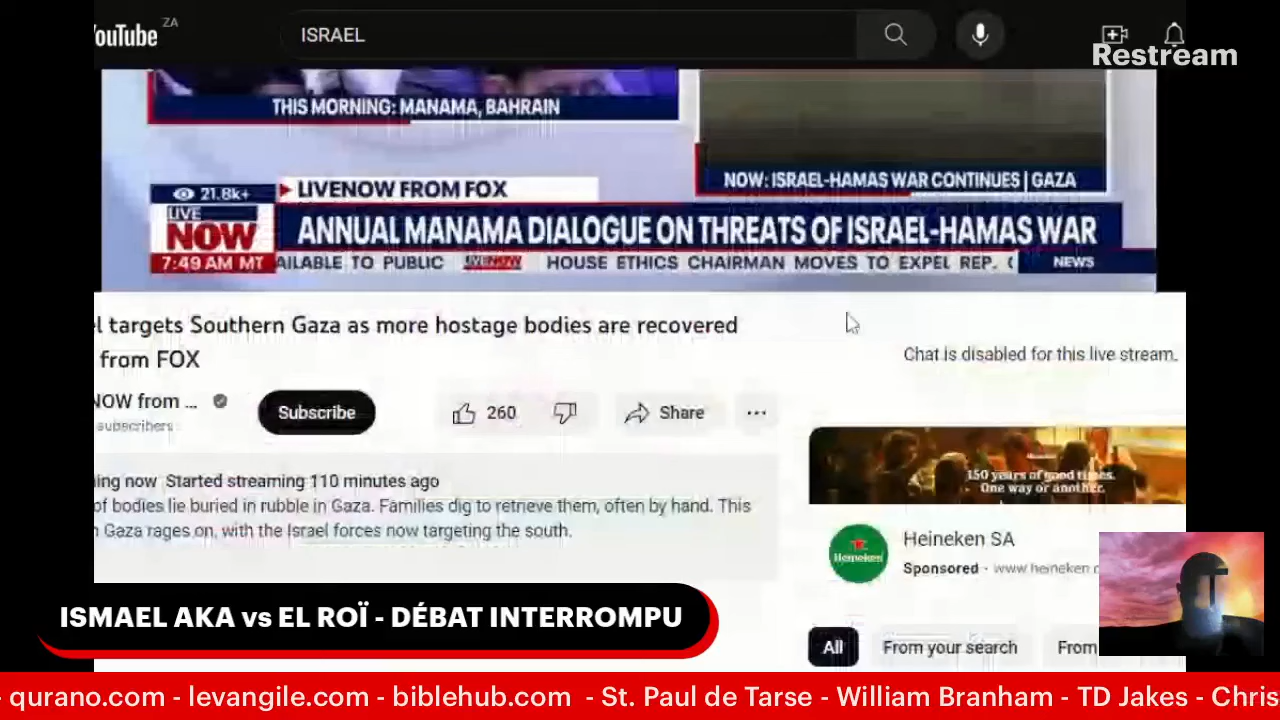 YouTube ZA
ISRAEL
Restream
THIS MORNING: MANAMA, BAHRAIN
NOW: ISRAEL-HAMAS WAR CONTINUES | GAZA
21.8k+
LIVENOW FROM FOX
LIVE
NOW
ANNUAL MANAMA DIALOGUE ON THREATS OF ISRAEL-HAMAS WAR
7:49 AM MT
AILABLE TO PUBLIC LIVENOW HOUSE ETHICS CHAIRMAN MOVES TO EXPEL REP.
NEWS
el targets Southern Gaza as more hostage bodies are recovered
from FOX
Chat is disabled for this live stream.
NOW from ...
subscribers
Subscribe
260
Share
ing now Started streaming 110 minutes ago
of bodies lie buried in rubble in Gaza. Families dig to retrieve them, often by hand. This
Gaza rages on, with the Israel forces now targeting the south.
150 years of good times.
One way or another.
Heineken
Heineken SA
Sponsored · www.heineken
ISMAEL AKA vs EL ROÏ - DÉBAT INTERROMPU
All
From your search
From
- qurano.com - levangile.com - biblehub.com - St. Paul de Tarse - William Branham - TD Jakes - Chris